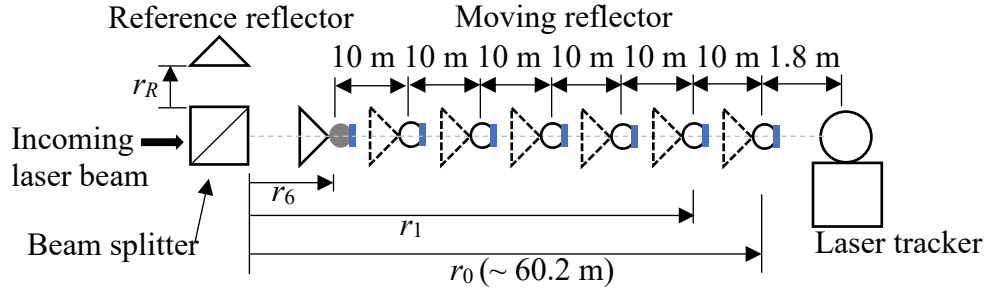 Reference reflector
Moving reflector
10 m 10 m 10 m 10 m 10 m 10 m 1.8 m
rR
Incoming
laser beam
r6
r1
Beam splitter
Laser tracker
r0 (~ 60.2 m)